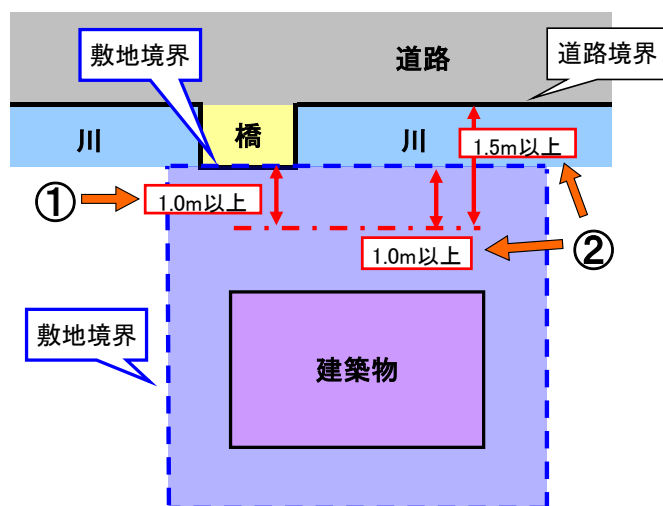 敷地境界
道路
道路境界
川
橋
川
1.5m以上
①
1.0m以上
②
1.0m以上
敷地境界
建築物